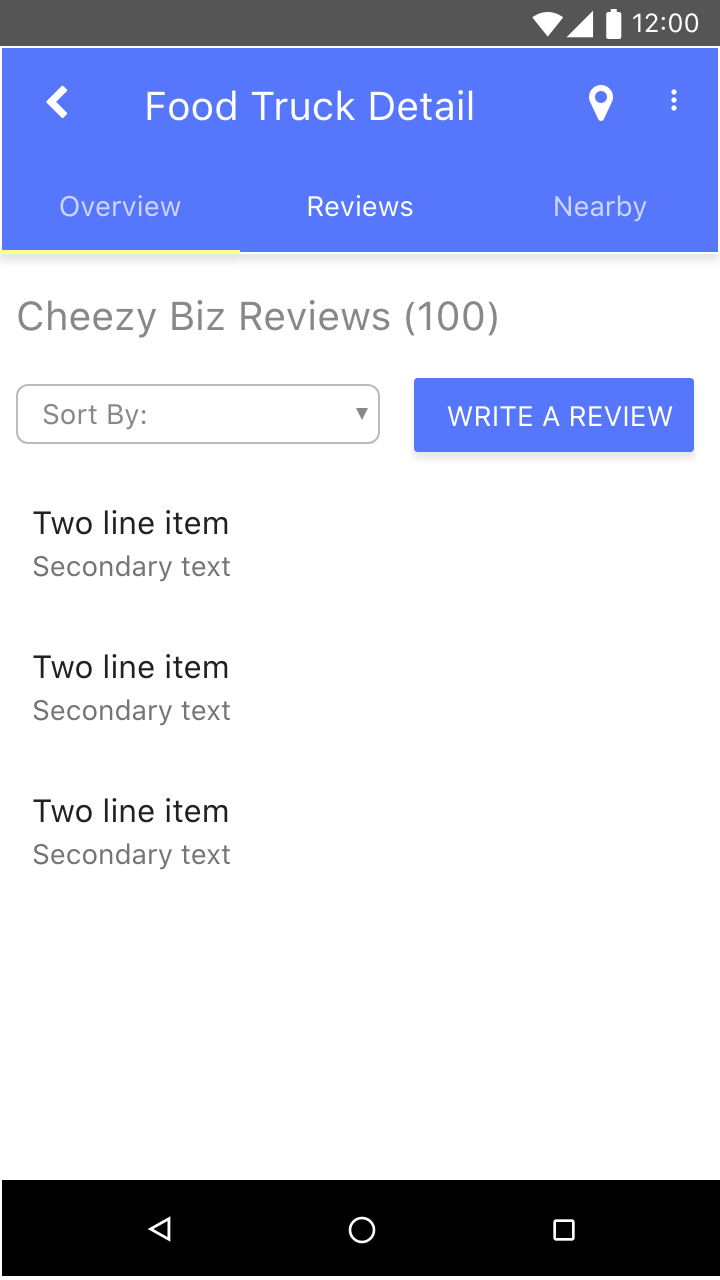 12:00
Food Truck Detail
Overview Reviews Nearby
Cheezy Biz Reviews (100)
Sort By: WRITE A REVIEW
Two line item
Secondary text
Two line item
Secondary text
Two line item
Secondary text